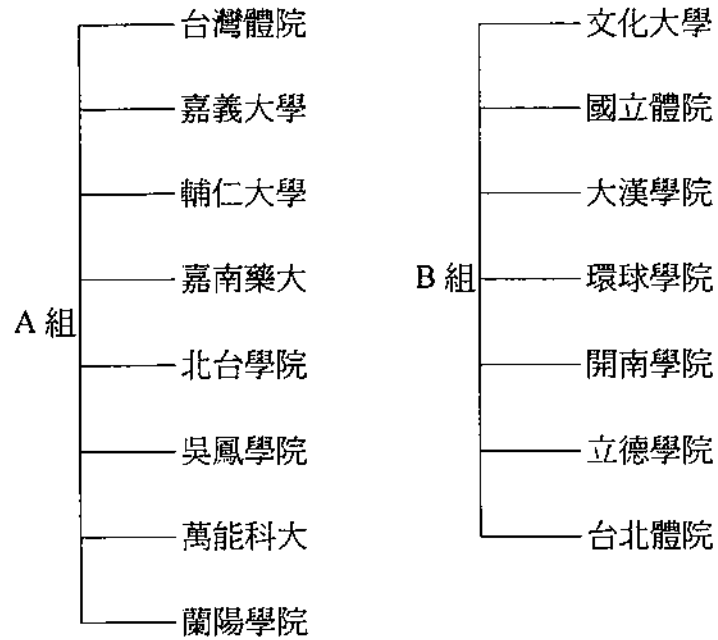 A 組
台灣體院
嘉義大學
輔仁大學
嘉南藥大
北台學院
吳鳳學院
萬能科大
蘭陽學院
B 組
文化大學
國立體院
大漢學院
環球學院
開南學院
立德學院
台北體院